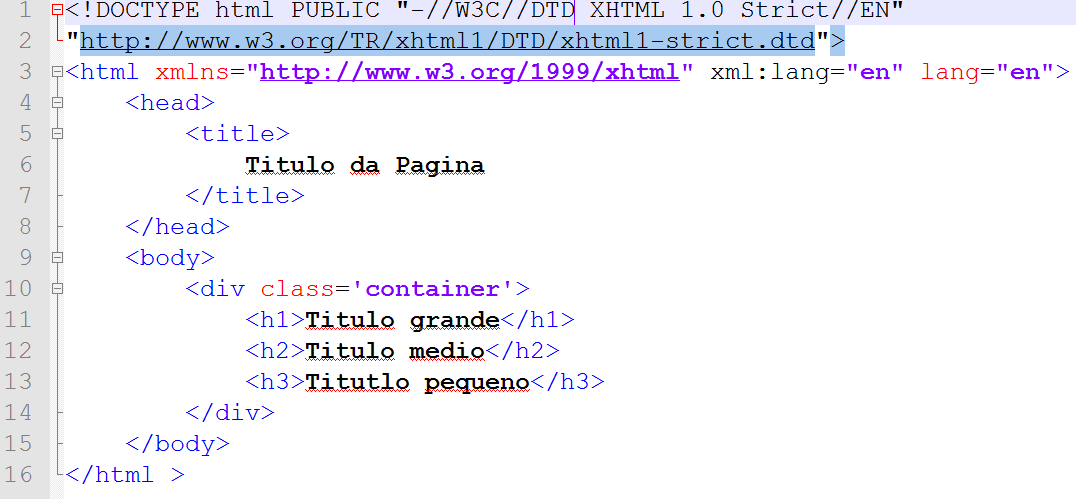 1 <!DOCTYPE html PUBLIC "-//W3C//DTD XHTML 1.0 Strict//EN"
2 "http://www.w3.org/TR/xhtml1/DTD/xhtml1-strict.dtd">
3 <html xmlns="http://www.w3.org/1999/xhtml" xml:lang="en" lang="en">
4 <head>
5 <title>
6 Titulo da Pagina
7 </title>
8 </head>
9 <body>
10 <div class='container'>
11 <h1>Titulo grande</h1>
12 <h2>Titulo medio</h2>
13 <h3>Titutlo pequeno</h3>
14 </div>
15 </body>
16 </html >